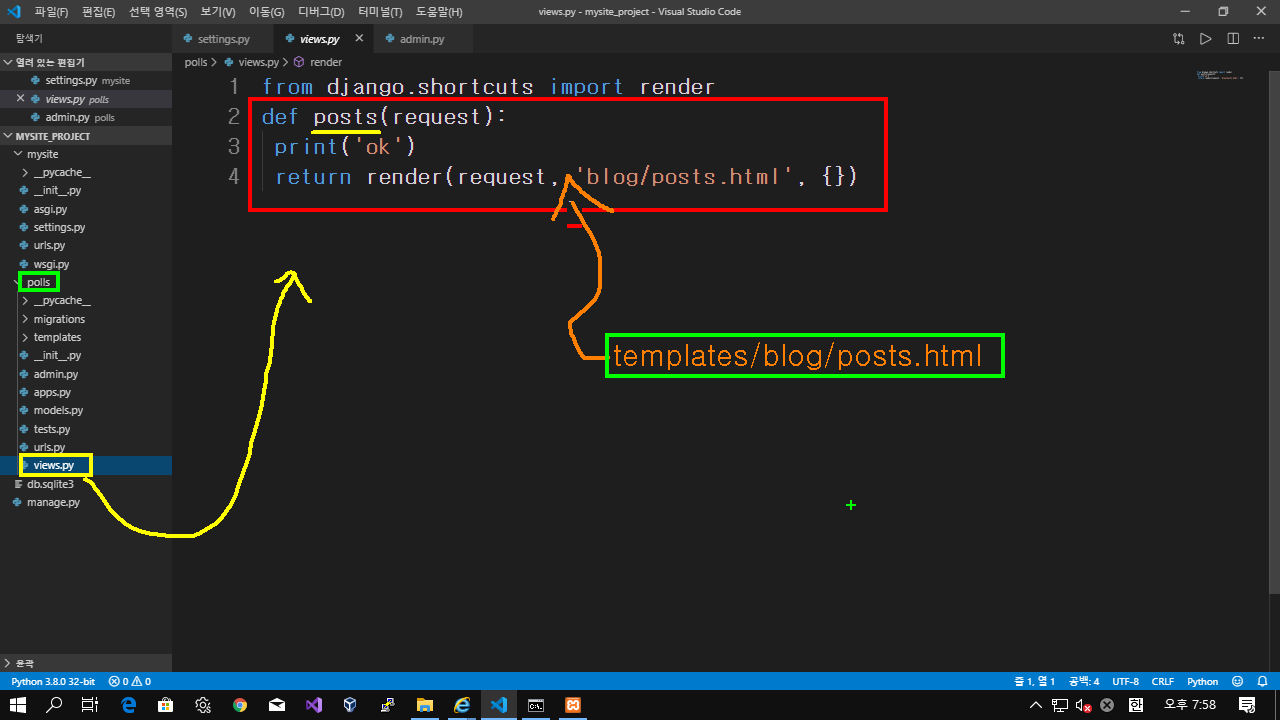 파일(F) 편집(E) 선택 영역(S) 보기(V) 이동(G) 디버그(D) 터미널(T) 도움말(H) views.py - mysite_project - Visual Studio Code
탐색기
settings.py views.py admin.py
열려 있는 편집기
settings.py mysite
views.py polls
admin.py polls
polls > views.py > render
1 from django.shortcuts import render
2 def posts(request):
3 print('ok')
4 return render(request, 'blog/posts.html', {})
templates/blog/posts.html
MYSITE_PROJECT
mysite
__pycache__
__init__.py
asgi.py
settings.py
urls.py
wsgi.py
polls
__pycache__
migrations
templates
__init__.py
admin.py
apps.py
models.py
tests.py
urls.py
views.py
db.sqlite3
manage.py
윤곽
Python 3.8.0 32-bit 0 0 줄 1, 열 1 공백: 4 UTF-8 CRLF Python
한 오후 7:58